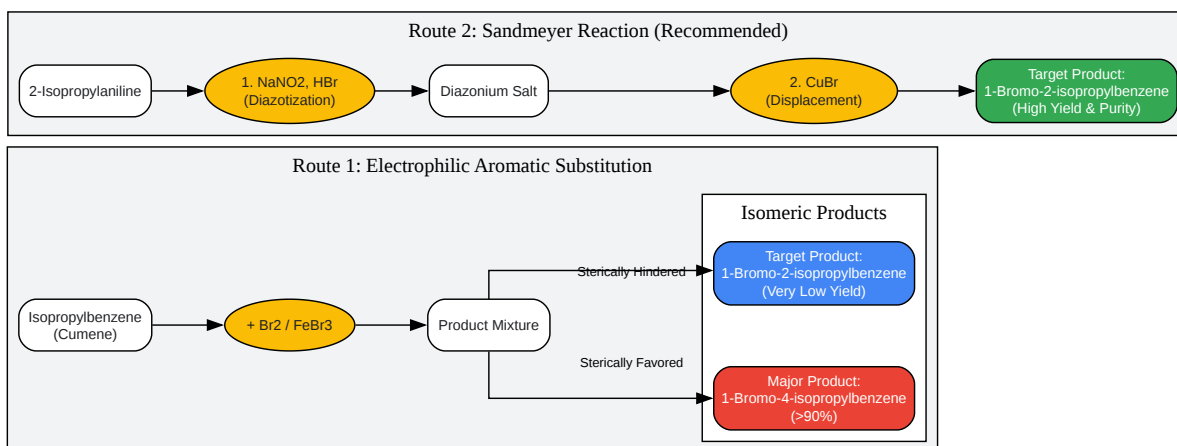 Route 2: Sandmeyer Reaction (Recommended)
2-Isopropylaniline
1. NaNO2, HBr
(Diazotization)
Diazonium Salt
2. CuBr
(Displacement)
Target Product:
1-Bromo-2-isopropylbenzene
(High Yield & Purity)
Route 1: Electrophilic Aromatic Substitution
Isopropylbenzene
(Cumene)
+ Br2 / FeBr3
Product Mixture
Sterically Hindered
Sterically Favored
Isomeric Products
Target Product:
1-Bromo-2-isopropylbenzene
(Very Low Yield)
Major Product:
1-Bromo-4-isopropylbenzene
(>90%)